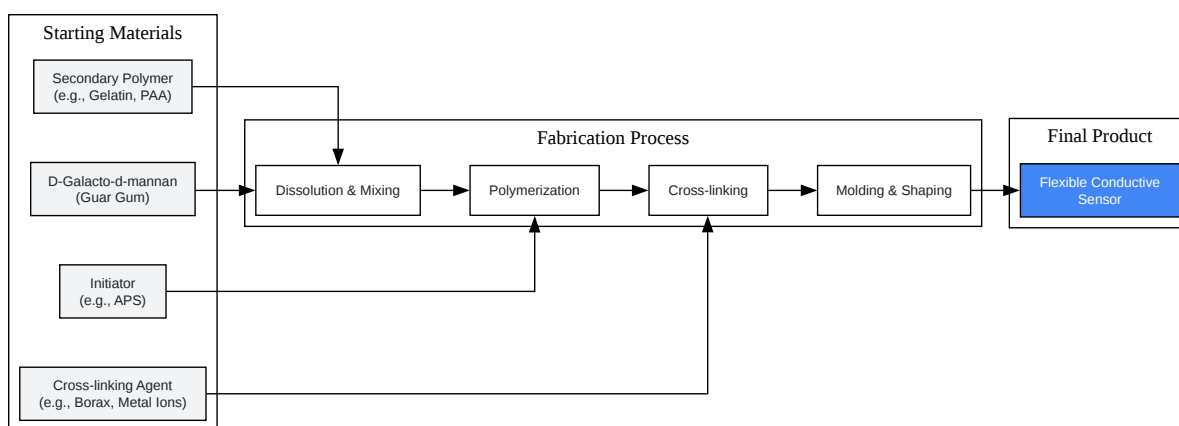 Starting Materials
Secondary Polymer
(e.g., Gelatin, PAA)
D-Galacto-d-mannan
(Guar Gum)
Initiator
(e.g., APS)
Cross-linking Agent
(e.g., Borax, Metal Ions)
Fabrication Process
Dissolution & Mixing
Polymerization
Cross-linking
Molding & Shaping
Final Product
Flexible Conductive
Sensor